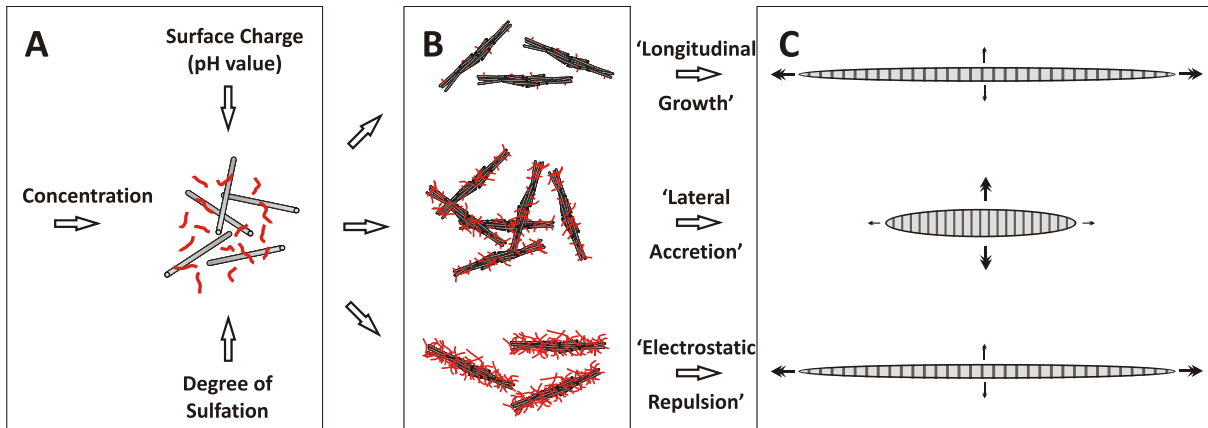 A
Surface Charge
(pH value)
Concentration
Degree of
Sulfation
B
‘Longitudinal
Growth’
‘Lateral
Accretion’
‘Electrostatic
Repulsion’
C